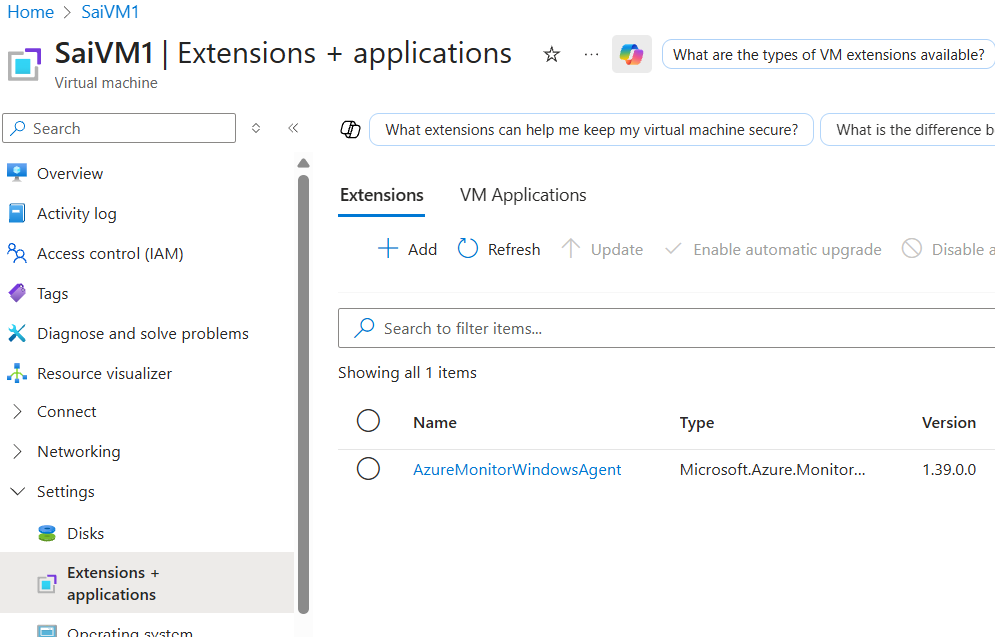 Home > SaiVM1
SaiVM1 | Extensions + applications
What are the types of VM extensions available?
Virtual machine
Search
What extensions can help me keep my virtual machine secure?
What is the difference b
Overview
Activity log
Access control (IAM)
Tags
Diagnose and solve problems
Resource visualizer
Connect
Networking
Settings
Disks
Extensions +
applications
Operating system
Extensions VM Applications
Add Refresh Update Enable automatic upgrade Disable a
Search to filter items...
Showing all 1 items
Name Type Version
AzureMonitorWindowsAgent Microsoft.Azure.Monitor... 1.39.0.0